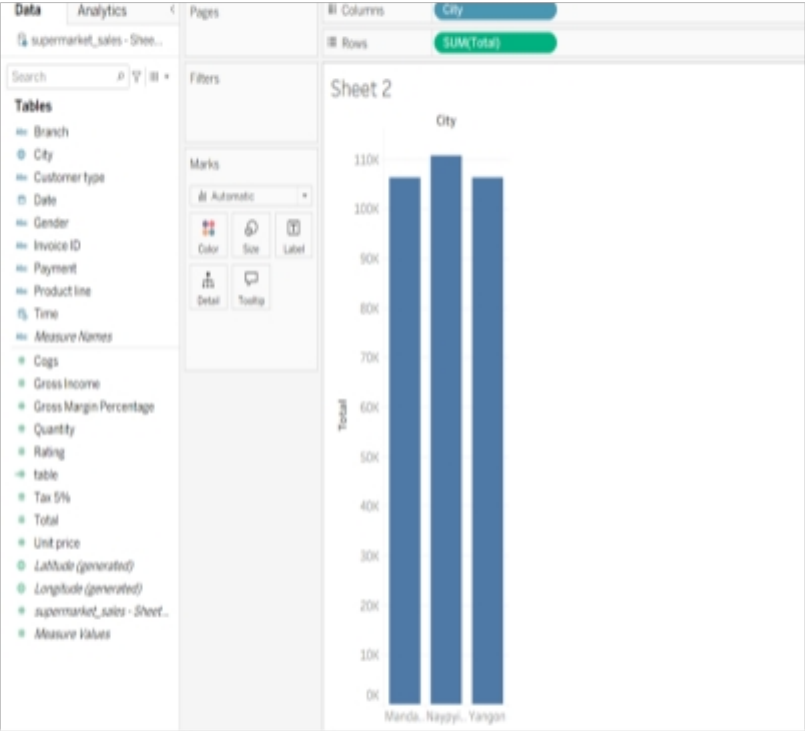 Data Analytics
supermarket_sales - Shee...
Search
Tables
Branch
City
Customer type
Date
Gender
Invoice ID
Payment
Product line
Time
Measure Names
Cogs
Gross Income
Gross Margin Percentage
Quantity
Rating
table
Tax 5%
Total
Unit price
Latitude (generated)
Longitude (generated)
supermarket_sales - Sheet...
Measure Values
Pages
Filters
Marks
Automatic
Color Size Label
Detail Tooltip
Columns City
Rows SUM(Total)
Sheet 2
City
Total
110K
100K
90K
80K
70K
60K
50K
40K
30K
20K
10K
0K
Manda.. Naypyi.. Yangon